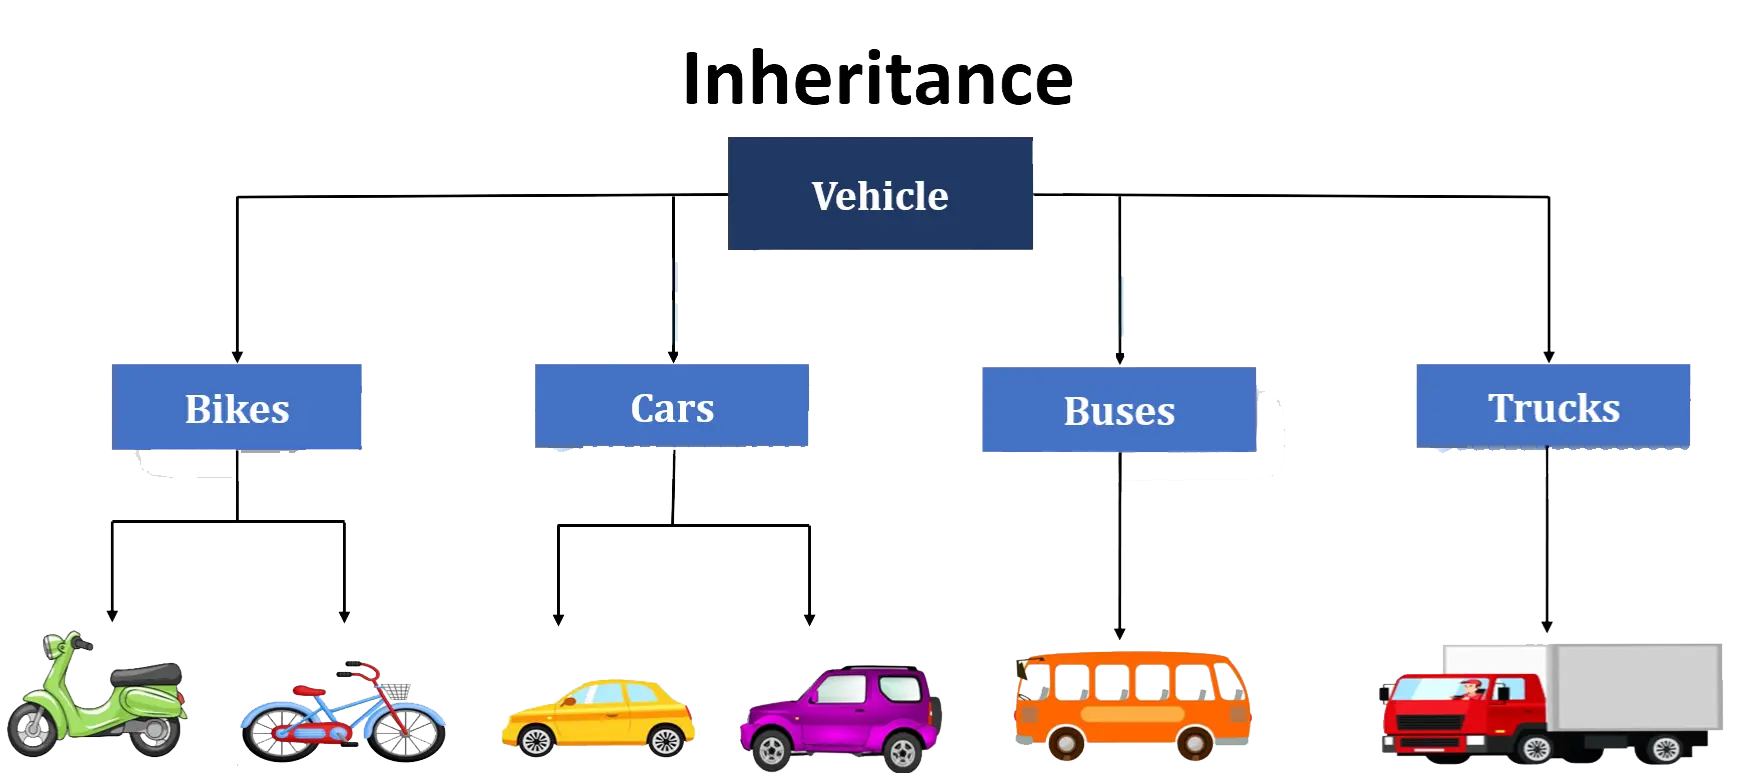 Inheritance
Vehicle
Bikes
Cars
Buses
Trucks